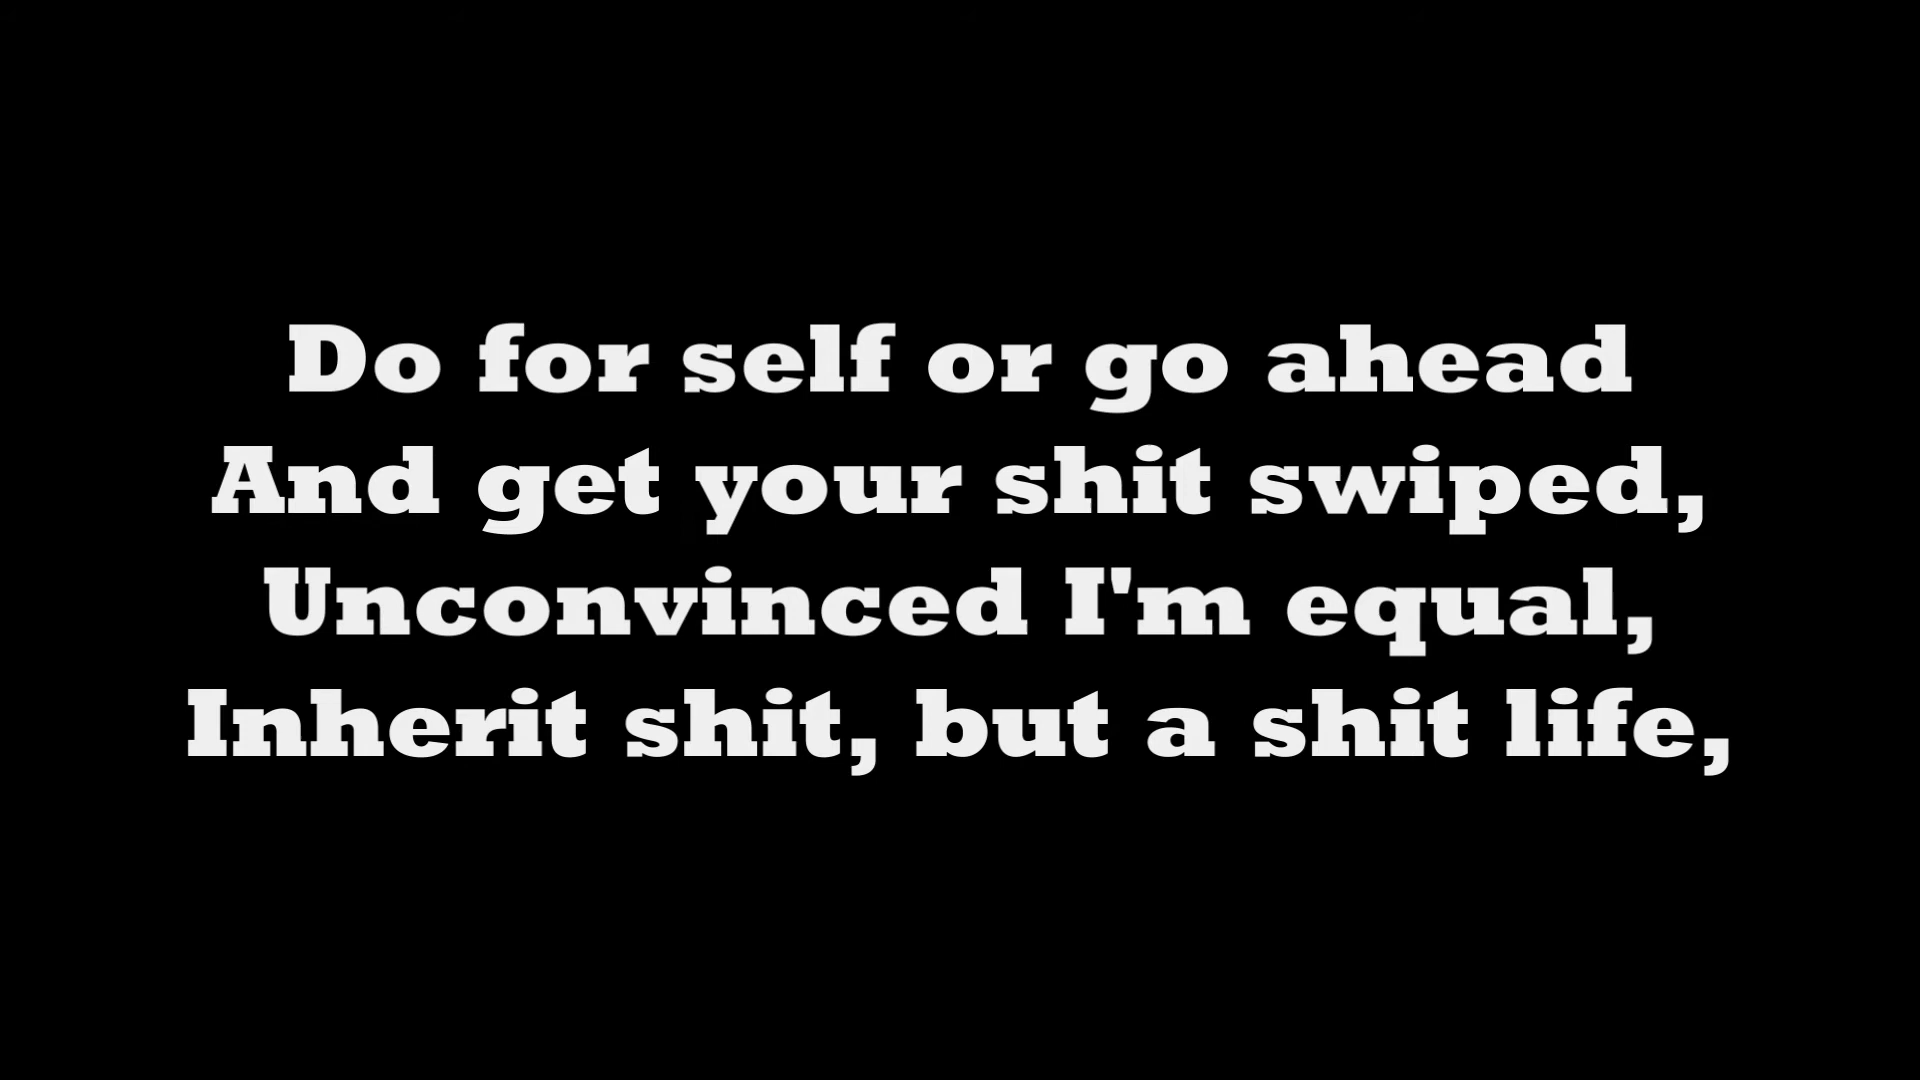 Do for self or go ahead
And get your shit swiped,
Unconvinced I'm equal,
Inherit shit, but a shit life,